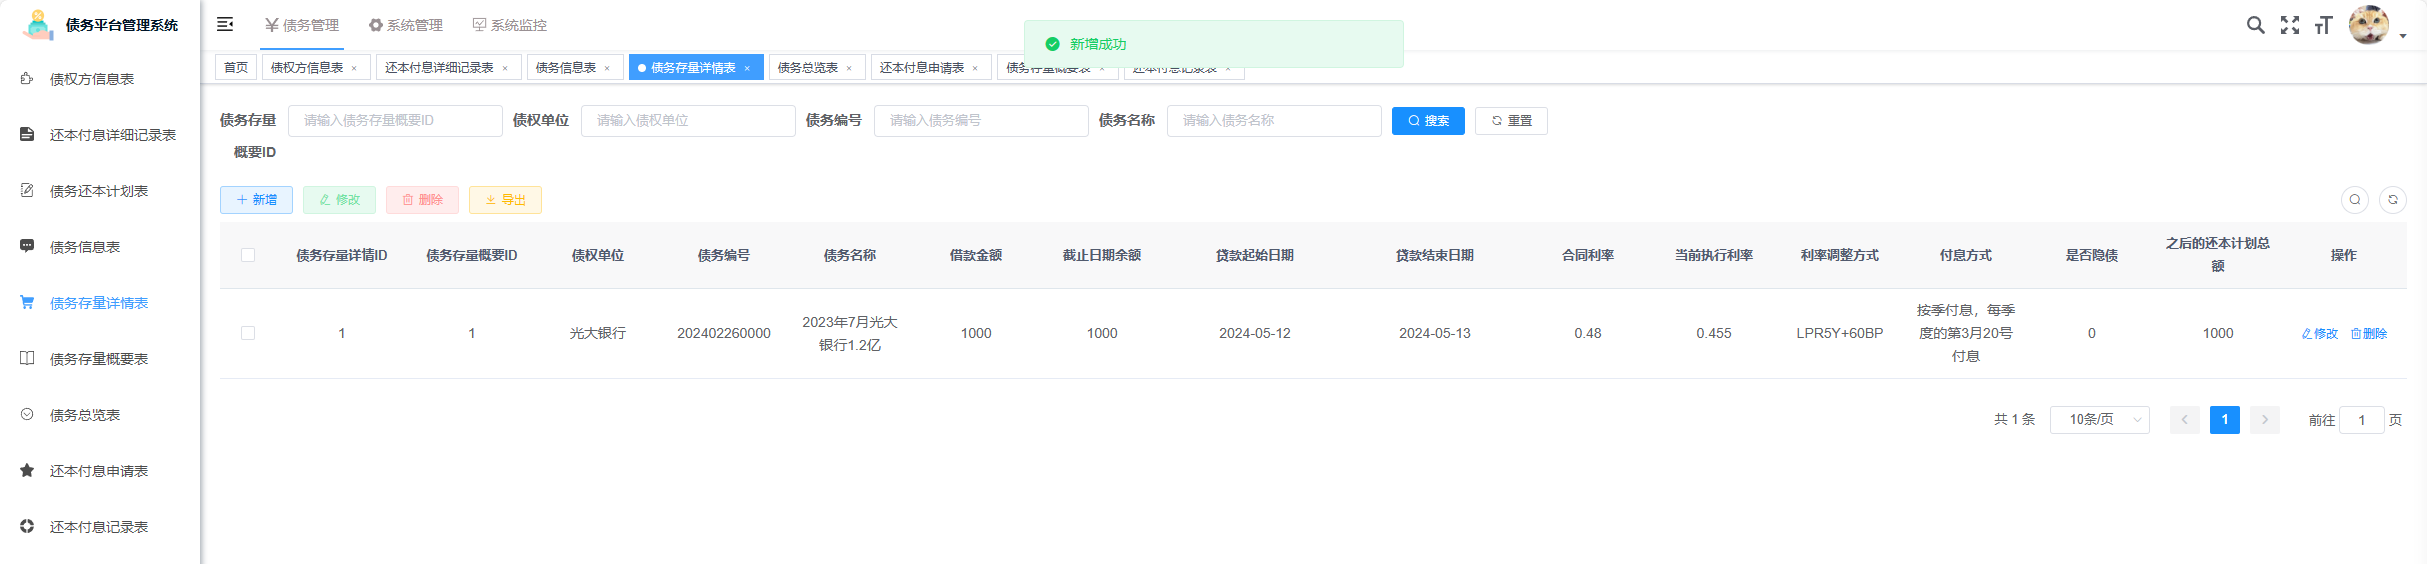 债务平台管理系统
债务管理
系统管理
系统监控
新增成功
首页
债权方信息表 ×
还本付息详细记录表 ×
债务信息表 ×
债务存量详情表 ×
债务总览表 ×
还本付息申请表 ×
债务存量概要表 ×
还本付息记录表 ×
债权方信息表
还本付息详细记录表
债务还本计划表
债务信息表
债务存量详情表
债务存量概要表
债务总览表
还本付息申请表
还本付息记录表
债务存量
概要ID
请输入债务存量概要ID
债权单位
请输入债权单位
债务编号
请输入债务编号
债务名称
请输入债务名称
搜索
重置
新增
修改
删除
导出
债务存量详情ID
债务存量概要ID
债权单位
债务编号
债务名称
借款金额
截止日期余额
贷款起始日期
贷款结束日期
合同利率
当前执行利率
利率调整方式
付息方式
是否隐债
之后的还本计划总
额
操作
1
1
光大银行
202402260000
2023年7月光大
银行1.2亿
1000
1000
2024-05-12
2024-05-13
0.48
0.455
LPR5Y+60BP
按季付息，每季
度的第3月20号
付息
0
1000
修改
删除
共 1 条
10条/页
1
前往
1
页